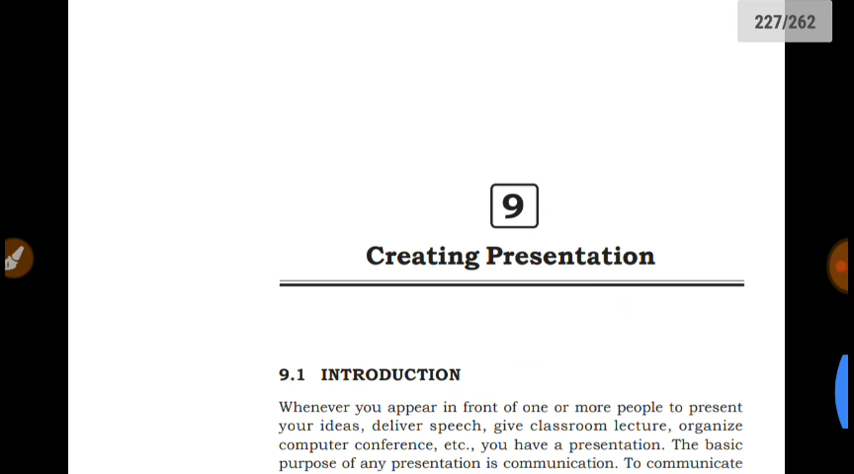 227/262
9
Creating Presentation
9.1 INTRODUCTION
Whenever you appear in front of one or more people to present
your ideas, deliver speech, give classroom lecture, organize
computer conference, etc., you have a presentation. The basic
purpose of any presentation is communication. To communicate